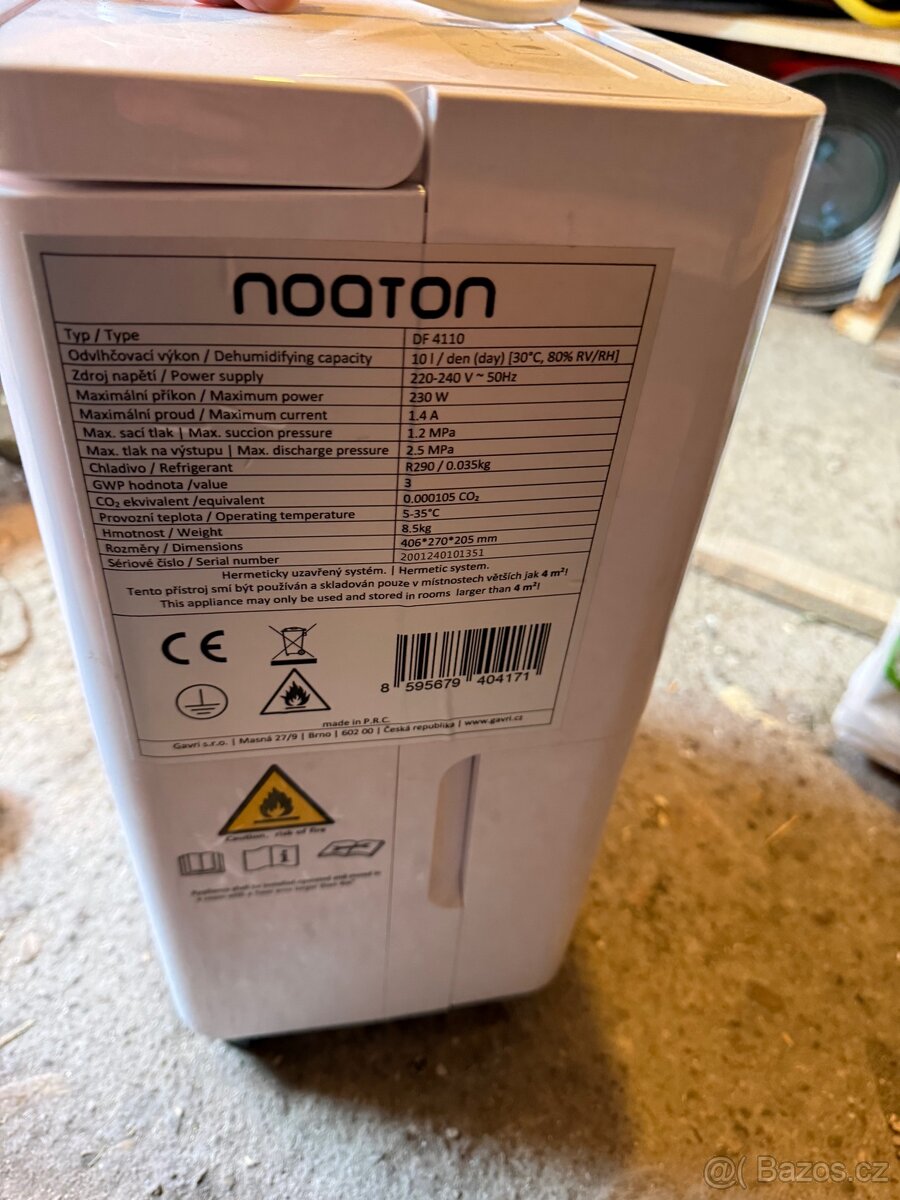 noaton
Typ / Type DF 4110
Odvlhčovací výkon / Dehumidifying capacity 10 l / den (day) [30°C, 80% RV/RH]
Zdroj napětí / Power supply 220-240 V ~ 50Hz
Maximální příkon / Maximum power 230 W
Maximální proud / Maximum current 1.4 A
Max. sací tlak | Max. succion pressure 1.2 MPa
Max. tlak na výstupu | Max. discharge pressure 2.5 MPa
Chladivo / Refrigerant R290 / 0.035kg
GWP hodnota /value 3
CO₂ ekvivalent /equivalent 0.000105 CO₂
Provozní teplota / Operating temperature 5-35°C
Hmotnost / Weight 8.5kg
Rozměry / Dimensions 406*270*205 mm
Sériové číslo / Serial number 2001240101351
Hermeticky uzavřený systém. | Hermetic system.
Tento přístroj smí být používán a skladován pouze v místnostech větších jak 4 m²!
This appliance may only be used and stored in rooms larger than 4 m²!
CE
8 595679 404171
made in P.R.C.
Gavri s.r.o. | Masná 27/9 | Brno | 602 00 | Česká republika | www.gavri.cz
Caution, risk of fire
@( Bazos.cz